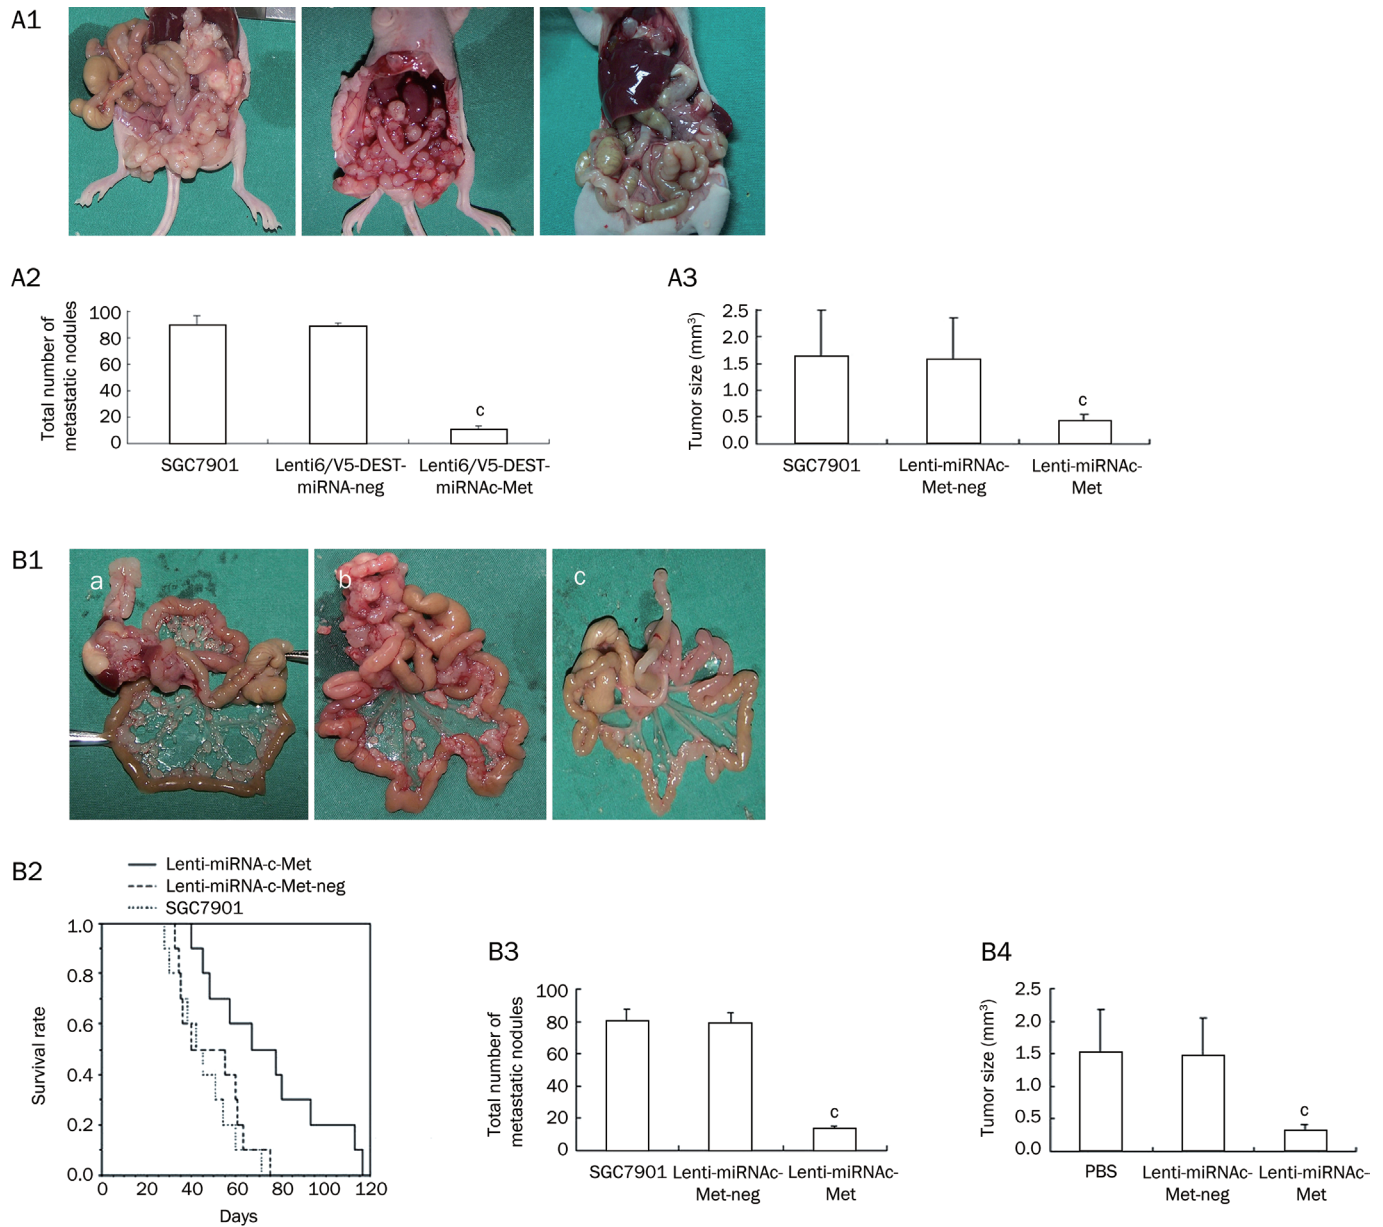 A1
A2
A3
Total number of
metastatic nodules
100
80
60
40
20
0
c
SGC7901
Lenti6/V5-DEST-
miRNA-neg
Lenti6/V5-DEST-
miRNAc-Met
Tumor size (mm³)
2.5
2.0
1.5
1.0
0.5
0.0
c
SGC7901
Lenti-miRNAc-
Met-neg
Lenti-miRNAc-
Met
B1
a
b
c
B2
Lenti-miRNA-c-Met
Lenti-miRNA-c-Met-neg
SGC7901
Survival rate
1.0
0.8
0.6
0.4
0.2
0.0
0 20 40 60 80 100 120
Days
B3
Total number of
metastatic nodules
100
80
60
40
20
0
c
SGC7901
Lenti-miRNAc-
Met-neg
Lenti-miRNAc-
Met
B4
Tumor size (mm³)
2.5
2.0
1.5
1.0
0.5
0.0
c
PBS
Lenti-miRNAc-
Met-neg
Lenti-miRNAc-
Met